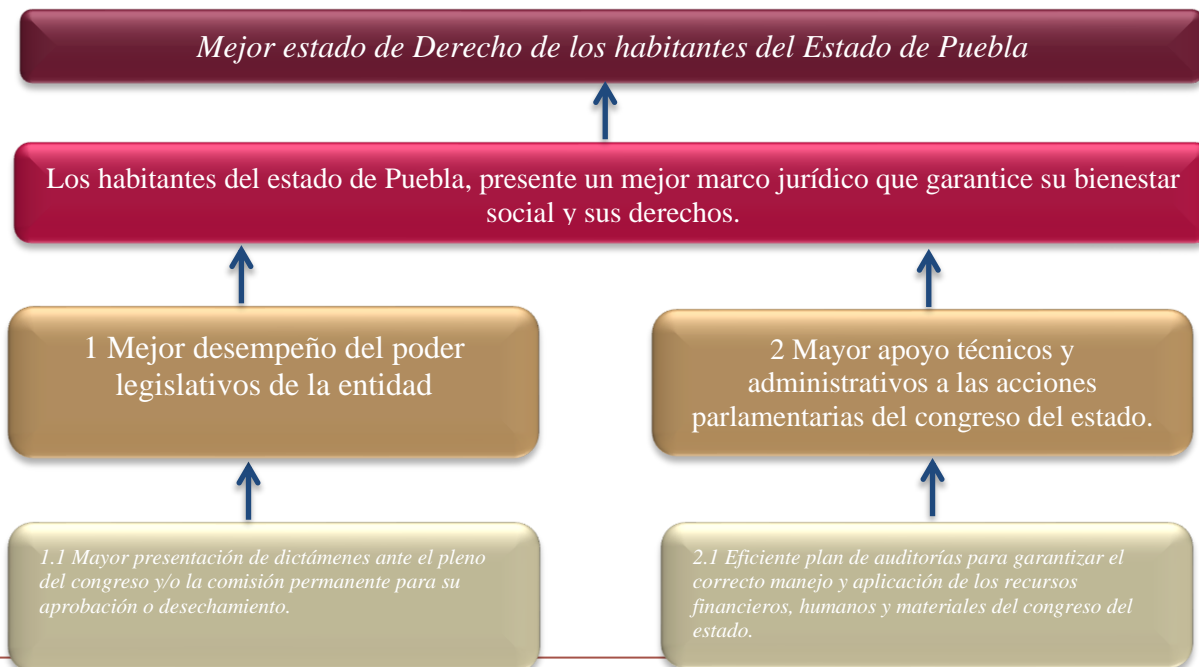 Mejor estado de Derecho de los habitantes del Estado de Puebla
Los habitantes del estado de Puebla, presente un mejor marco jurídico que garantice su bienestar
social y sus derechos.
1 Mejor desempeño del poder
legislativos de la entidad
2 Mayor apoyo técnicos y
administrativos a las acciones
parlamentarias del congreso del estado.
1.1 Mayor presentación de dictámenes ante el pleno
del congreso y/o la comisión permanente para su
aprobación o desechamiento.
2.1 Eficiente plan de auditorías para garantizar el
correcto manejo y aplicación de los recursos
financieros, humanos y materiales del congreso del
estado.